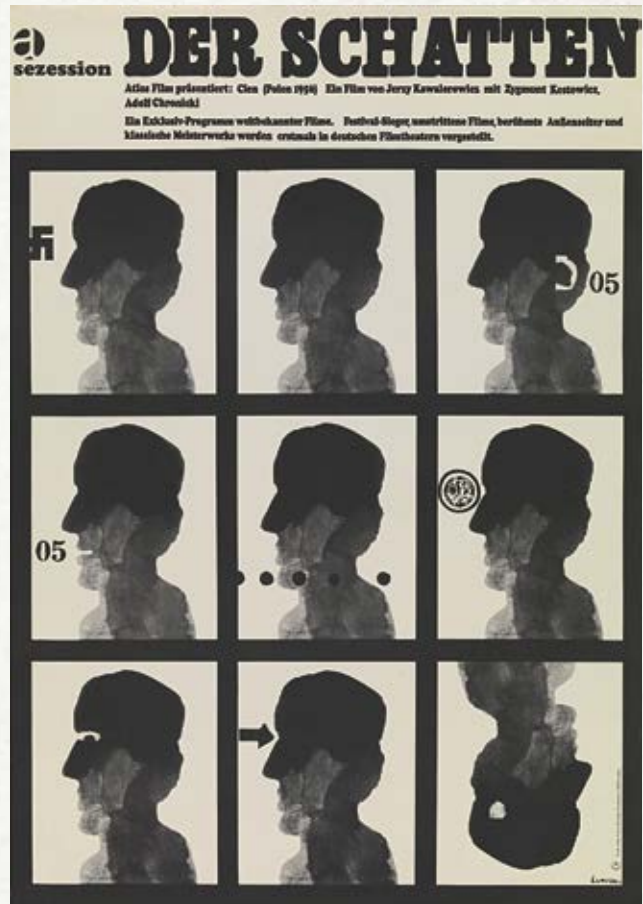 a
sezession
DER SCHATTEN
Atlas Film präsentiert: Cien (Polen 1956) Ein Film von Jerzy Kawalerowicz mit Zygmunt Kestowicz,
Adolf Chronicki
Ein Exklusiv-Programm weltbekannter Filme. Festival-Sieger, umstrittene Filme, berühmte Außenseiter und
klassische Meisterwerke werden erstmals in deutschen Filmtheatern vorgestellt.
05
05